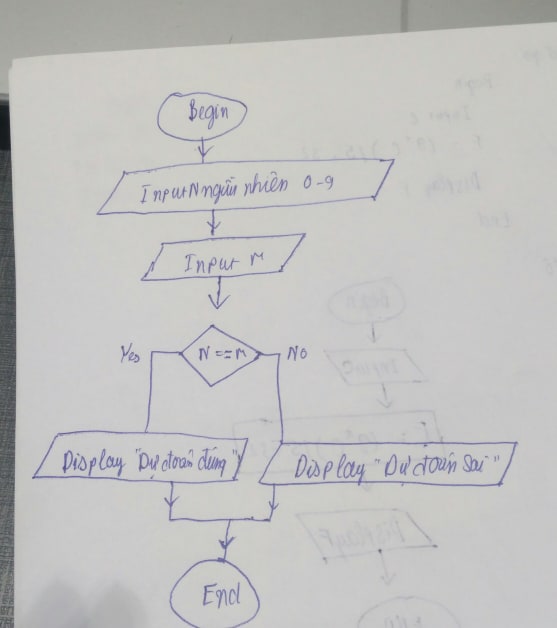 Begin
Input N ngẫu nhiên 0-9
Input M
Yes
N == M
NO
Display "Dự đoán đúng"
Display "Dự đoán Sai"
End